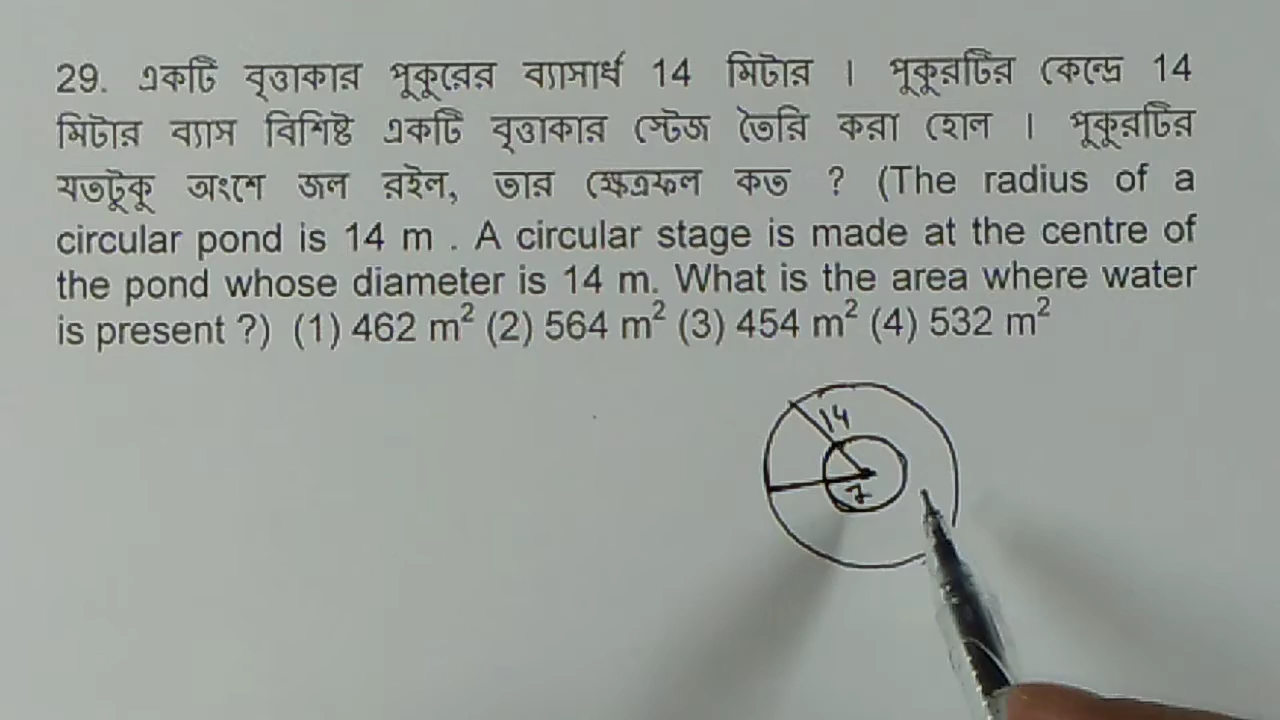 29. একটি বৃত্তাকার পুকুরের ব্যাসার্ধ 14 মিটার । পুকুরটির কেন্দ্রে 14
মিটার ব্যাস বিশিষ্ট একটি বৃত্তাকার স্টেজ তৈরি করা হোল । পুকুরটির
যতটুকু অংশে জল রইল, তার ক্ষেত্রফল কত ? (The radius of a
circular pond is 14 m . A circular stage is made at the centre of
the pond whose diameter is 14 m. What is the area where water
is present ?) (1) 462 m² (2) 564 m² (3) 454 m² (4) 532 m²
14
7